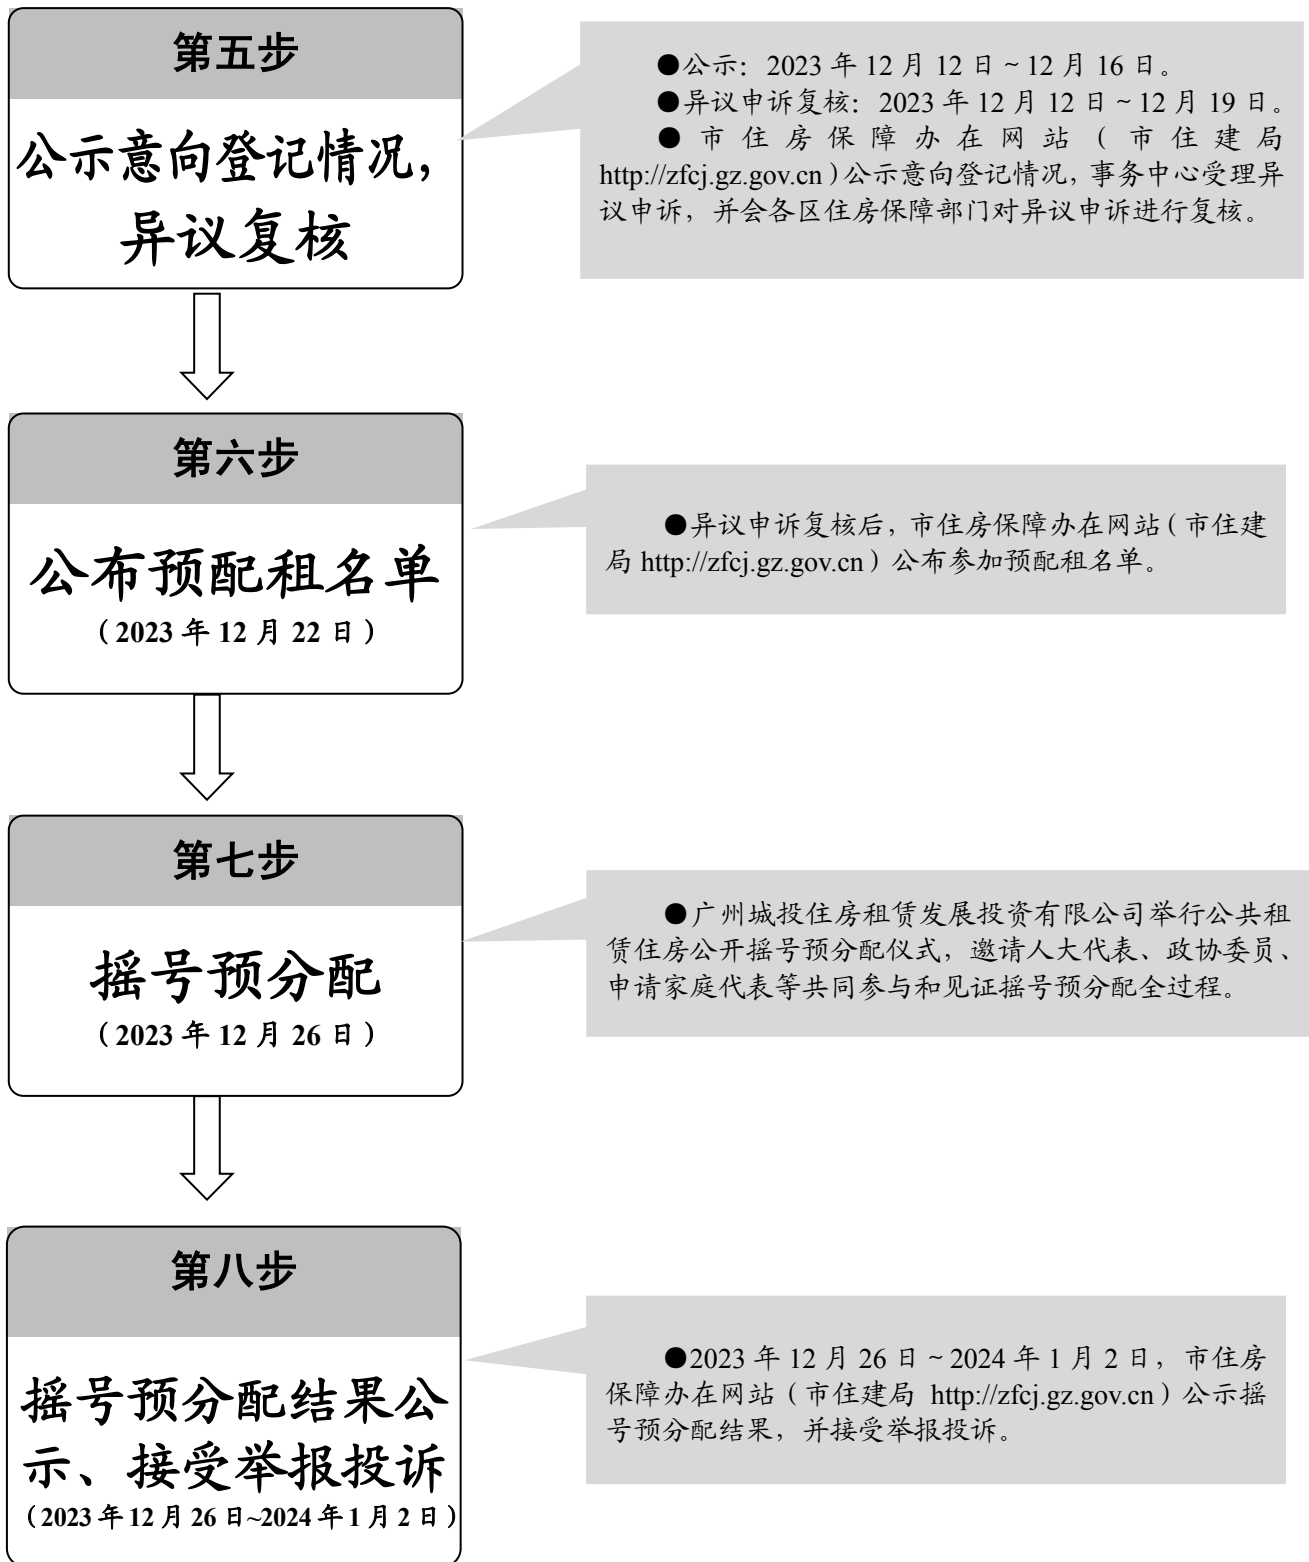 第五步
公示意向登记情况，
异议复核
●公示：2023 年 12 月 12 日～12 月 16 日。
●异议申诉复核：2023 年 12 月 12 日～12 月 19 日。
●市住房保障办在网站（市住建局
http://zfcj.gz.gov.cn）公示意向登记情况，事务中心受理异
议申诉，并会各区住房保障部门对异议申诉进行复核。
第六步
公布预配租名单
（2023 年 12 月 22 日）
●异议申诉复核后，市住房保障办在网站（市住建
局 http://zfcj.gz.gov.cn）公布参加预配租名单。
第七步
摇号预分配
（2023 年 12 月 26 日）
●广州城投住房租赁发展投资有限公司举行公共租
赁住房公开摇号预分配仪式，邀请人大代表、政协委员、
申请家庭代表等共同参与和见证摇号预分配全过程。
第八步
摇号预分配结果公
示、接受举报投诉
（2023 年 12 月 26 日~2024 年 1 月 2 日）
●2023 年 12 月 26 日～2024 年 1 月 2 日，市住房
保障办在网站（市住建局 http://zfcj.gz.gov.cn）公示摇
号预分配结果，并接受举报投诉。